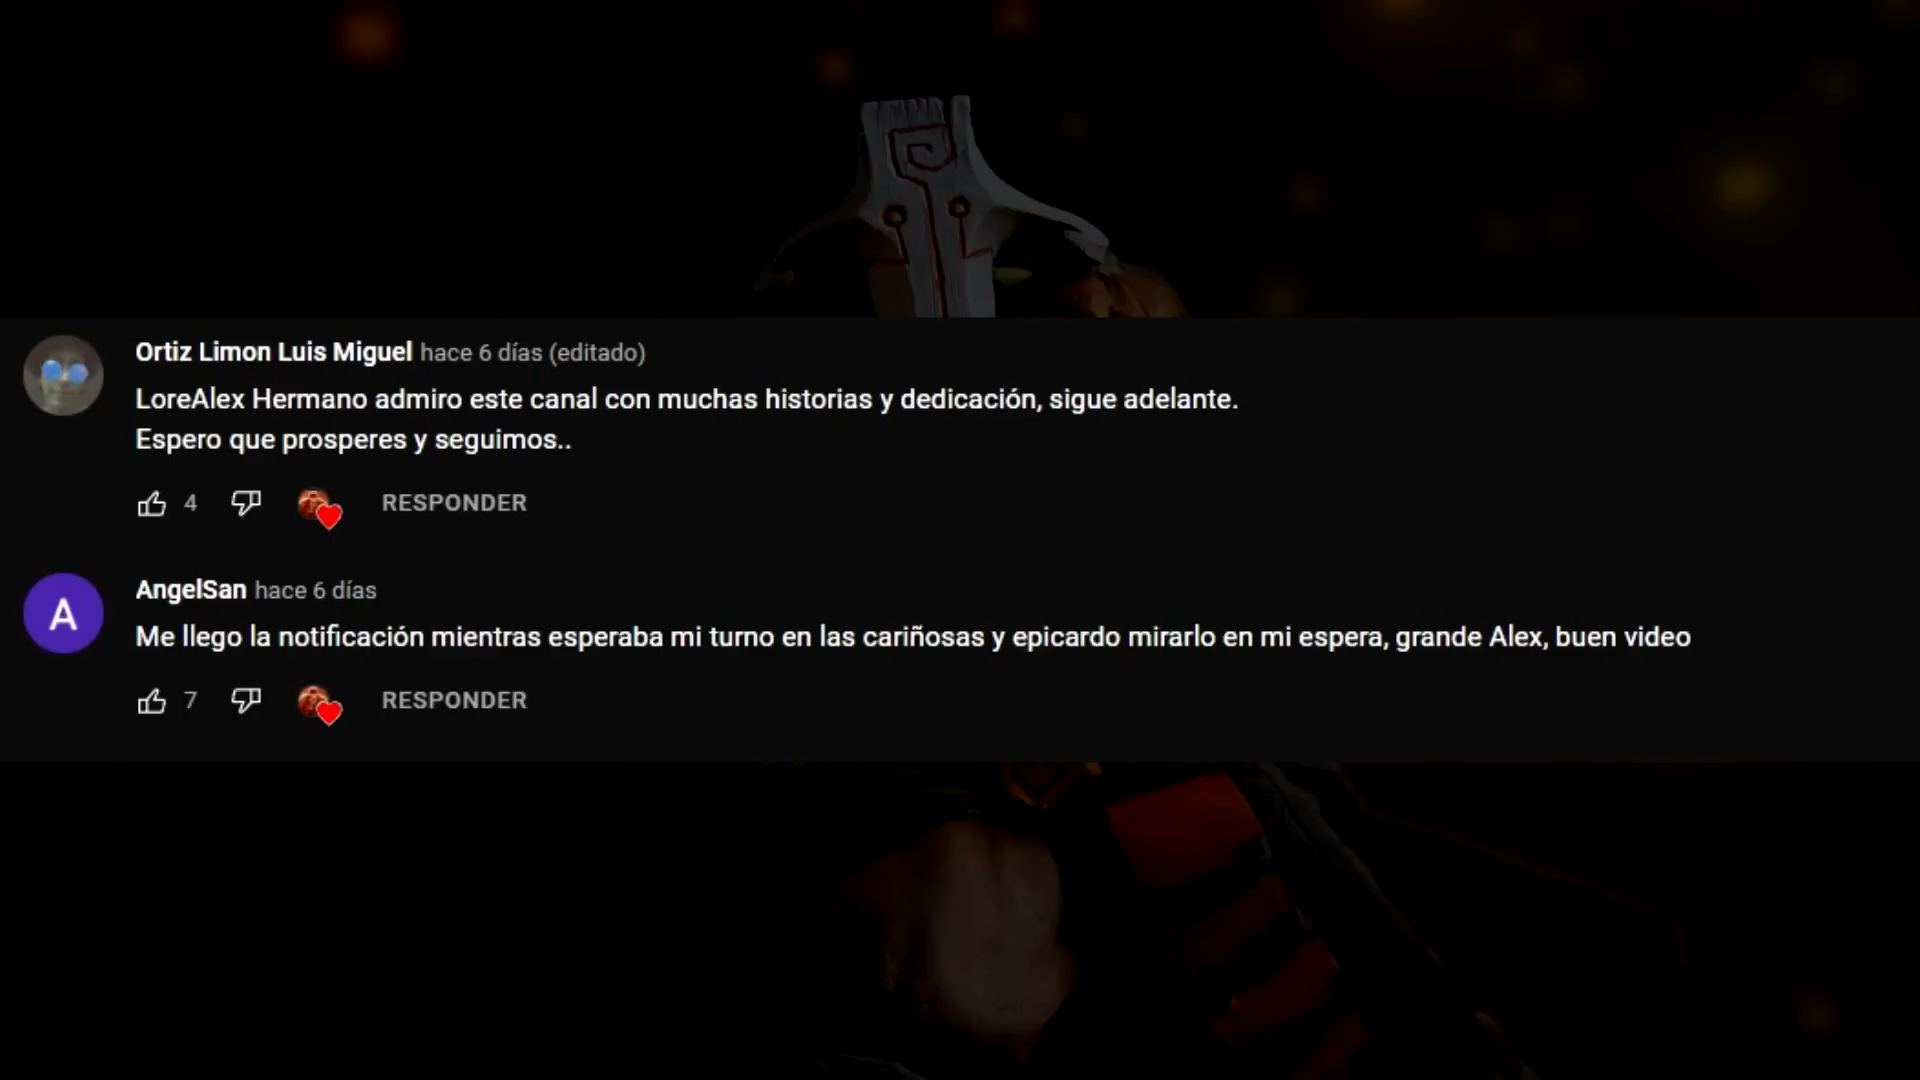 Ortiz Limon Luis Miguel hace 6 días (editado)
LoreAlex Hermano admiro este canal con muchas historias y dedicación, sigue adelante.
Espero que prosperes y seguimos..
4 RESPONDER
A
AngelSan hace 6 días
Me llego la notificación mientras esperaba mi turno en las cariñosas y epicardo mirarlo en mi espera, grande Alex, buen video
7 RESPONDER